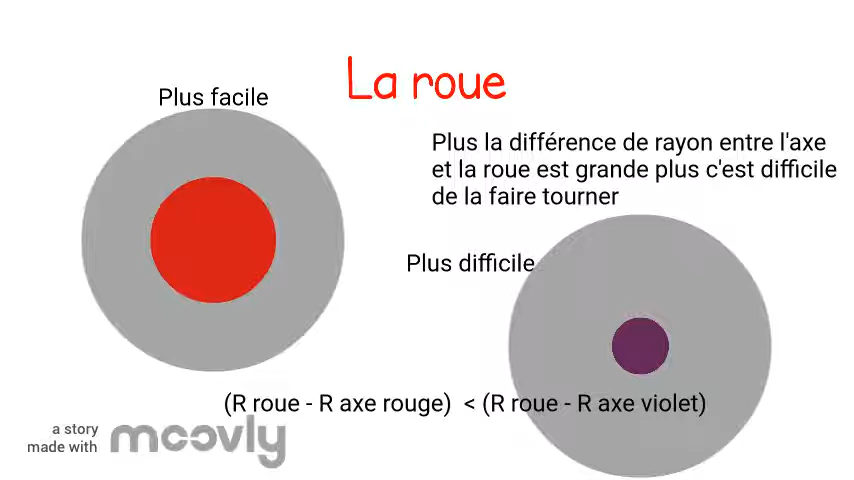 La roue
Plus facile
Plus la différence de rayon entre l'axe
et la roue est grande plus c'est difficile
de la faire tourner
Plus difficile
(R roue - R axe rouge) < (R roue - R axe violet)
a story
made with
moovly